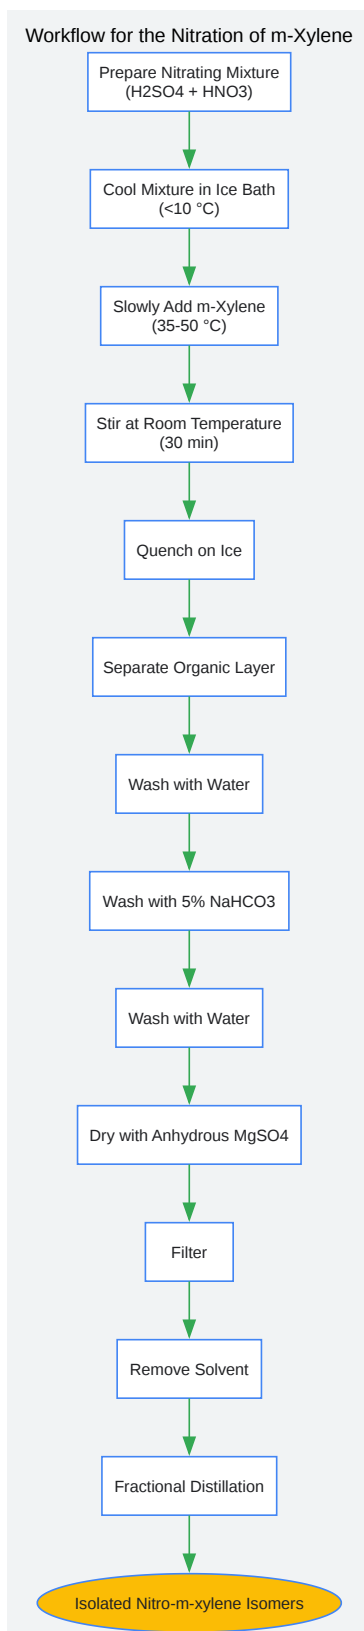 Workflow for the Nitration of m-Xylene
Prepare Nitrating Mixture
(H2SO4 + HNO3)
Cool Mixture in Ice Bath
(<10 °C)
Slowly Add m-Xylene
(35-50 °C)
Stir at Room Temperature
(30 min)
Quench on Ice
Separate Organic Layer
Wash with Water
Wash with 5% NaHCO3
Wash with Water
Dry with Anhydrous MgSO4
Filter
Remove Solvent
Fractional Distillation
Isolated Nitro-m-xylene Isomers